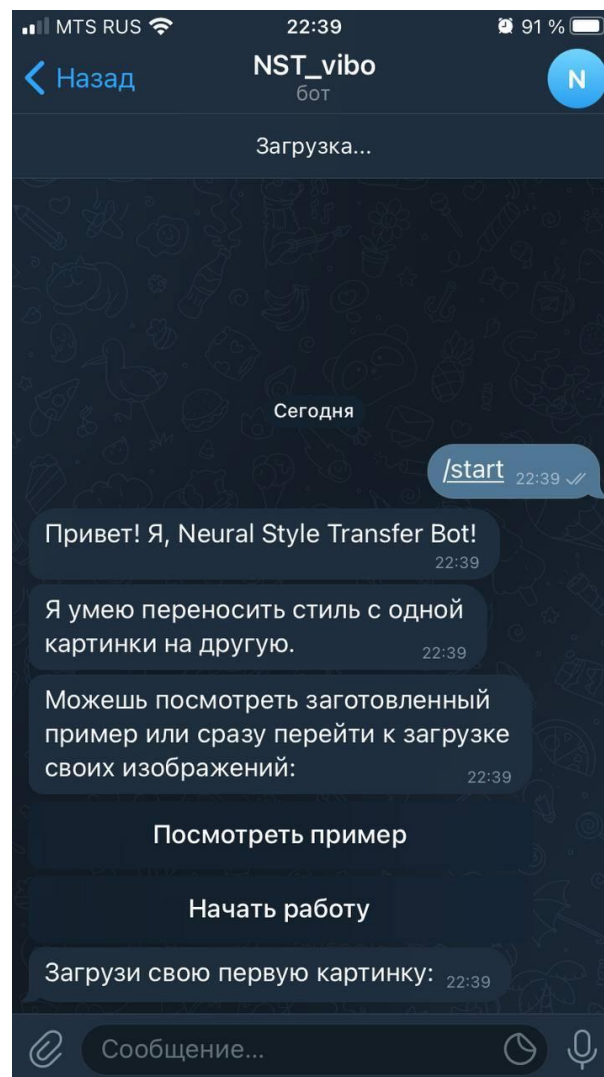 MTS RUS 22:39 91 %
Назад NST_vibo N
бот
Загрузка...
Сегодня
/start 22:39
Привет! Я, Neural Style Transfer Bot!
22:39
Я умею переносить стиль с одной
картинки на другую. 22:39
Можешь посмотреть заготовленный
пример или сразу перейти к загрузке
своих изображений: 22:39
Посмотреть пример
Начать работу
Загрузи свою первую картинку: 22:39
Сообщение...